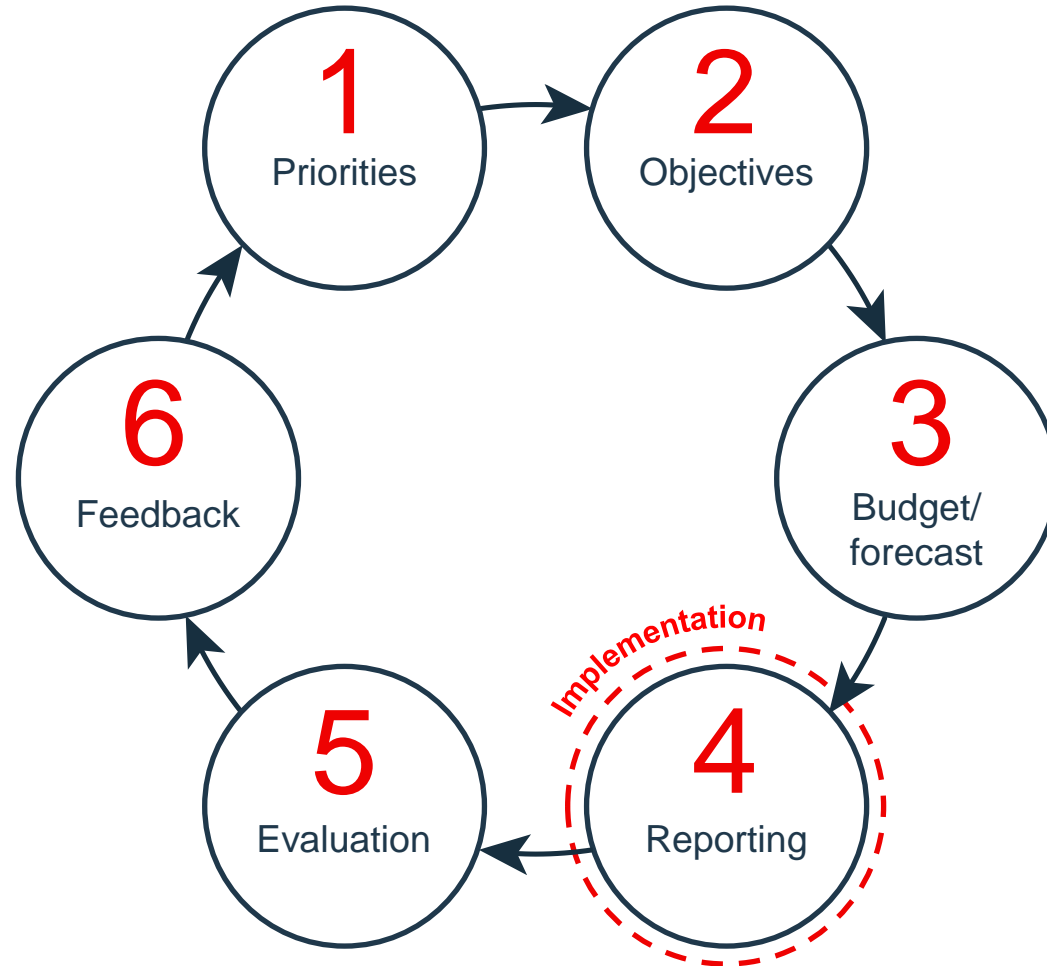 1
Priorities
2
Objectives
3
Budget/
forecast
Implementation
4
Reporting
5
Evaluation
6
Feedback